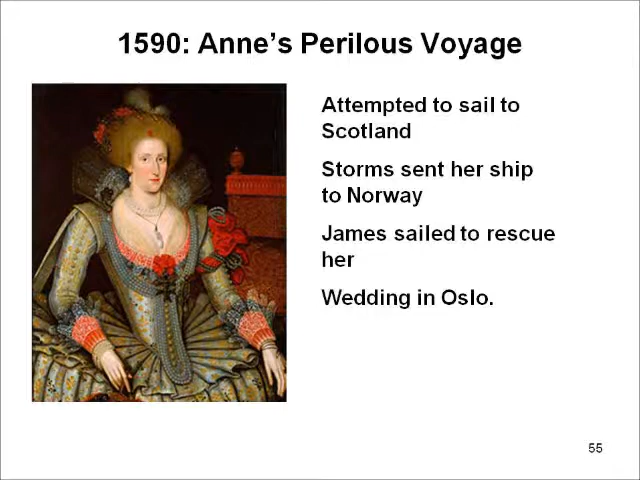 1590: Anne's Perilous Voyage
Attempted to sail to
Scotland
Storms sent her ship
to Norway
James sailed to rescue
her
Wedding in Oslo.
55